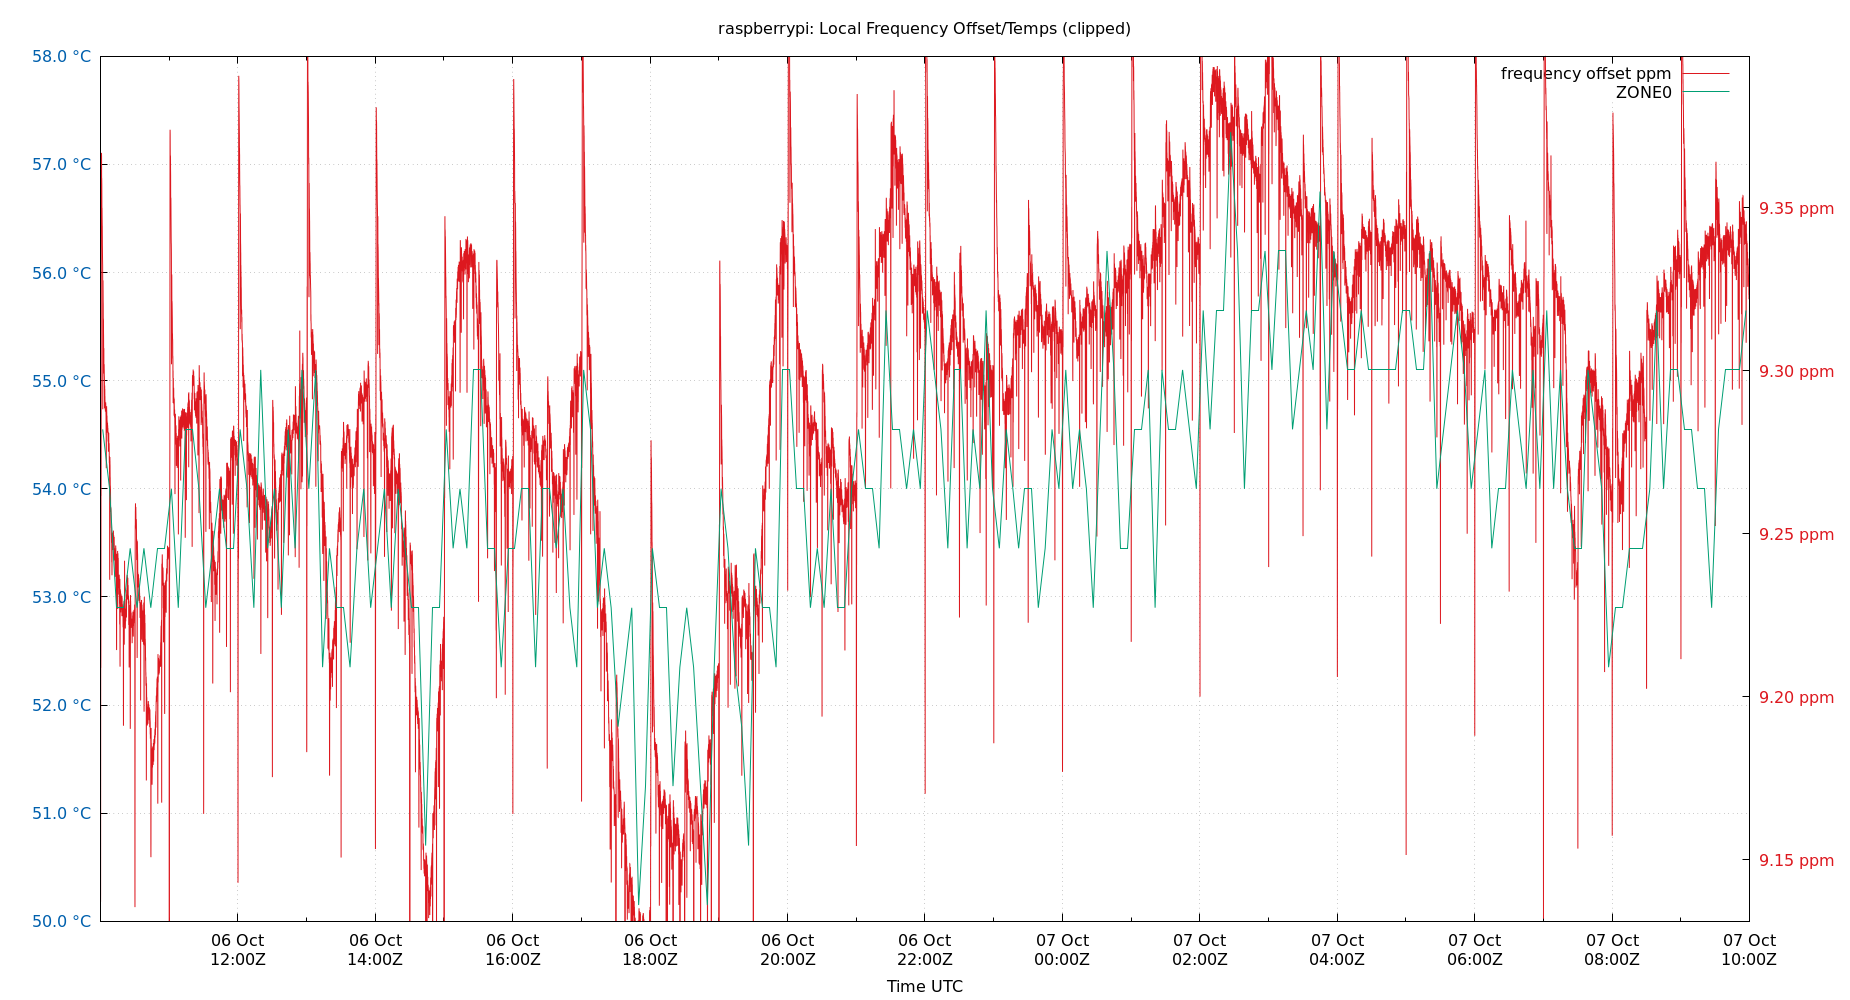 raspberrypi: Local Frequency Offset/Temps (clipped)
frequency offset ppm
ZONE0
58.0 °C
57.0 °C
56.0 °C
55.0 °C
54.0 °C
53.0 °C
52.0 °C
51.0 °C
50.0 °C
9.35 ppm
9.30 ppm
9.25 ppm
9.20 ppm
9.15 ppm
06 Oct 06 Oct 06 Oct 06 Oct 06 Oct 06 Oct 07 Oct 07 Oct 07 Oct 07 Oct 07 Oct 07 Oct
12:00Z 14:00Z 16:00Z 18:00Z 20:00Z 22:00Z 00:00Z 02:00Z 04:00Z 06:00Z 08:00Z 10:00Z
Time UTC